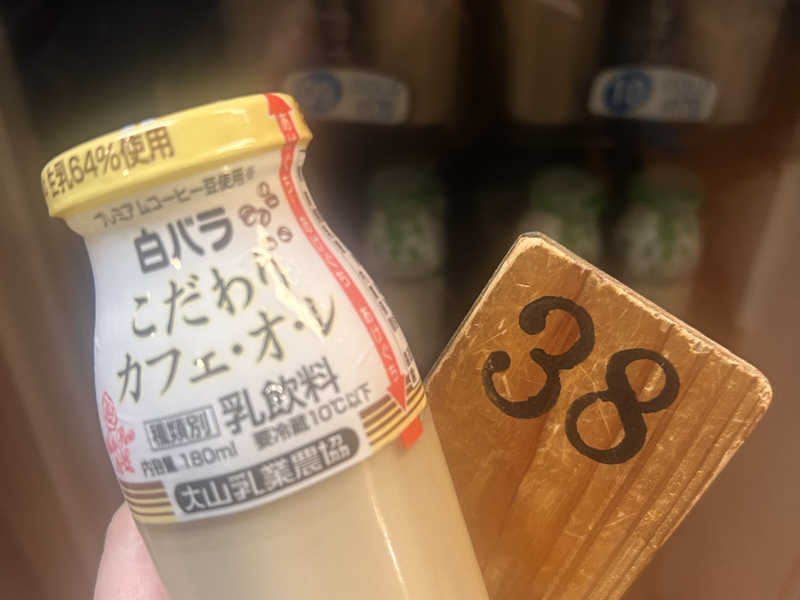 生乳64%使用
プレミアムコーヒー豆使用
白バラ
こだわり
カフェ・オ・レ
種類別 乳飲料
内容量 180ml 要冷蔵10℃以下
大山乳業農協
38
10